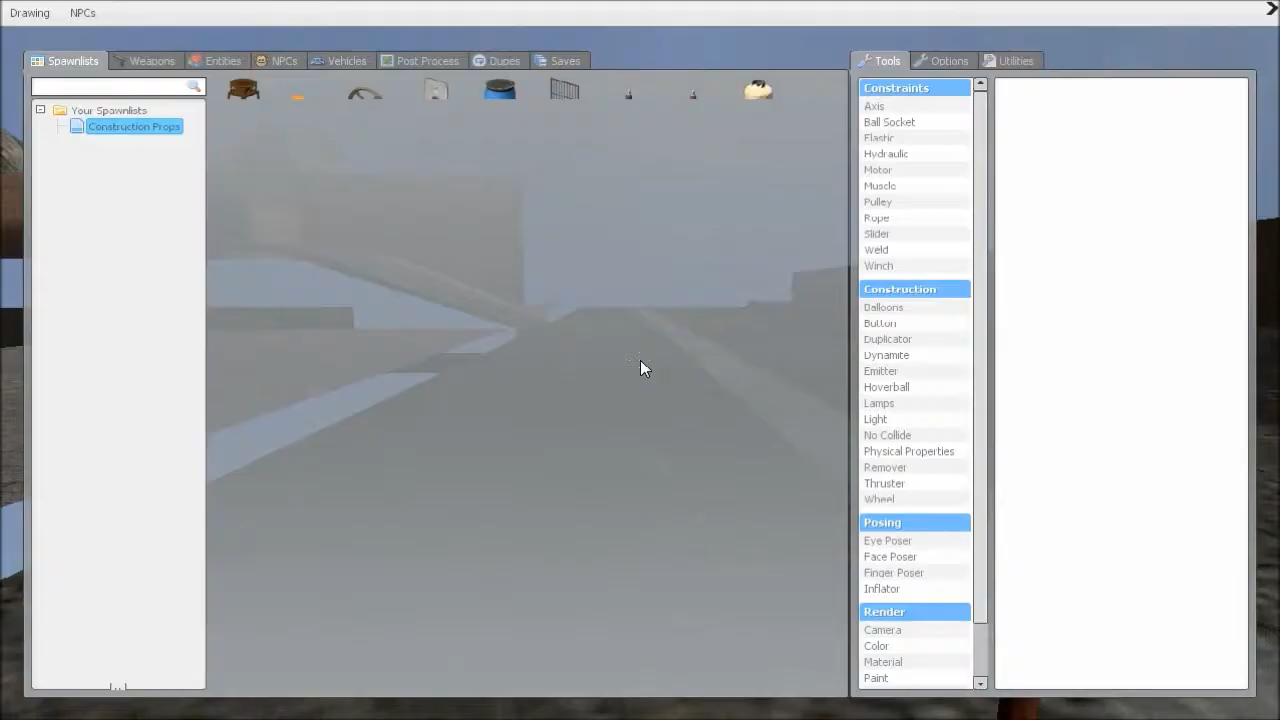 Drawing NPCs
Spawnlists Weapons Entities NPCs Vehicles Post Process Dupes Saves
Tools Options Utilities
Your Spawnlists
Construction Props
Constraints
Axis
Ball Socket
Elastic
Hydraulic
Motor
Muscle
Pulley
Rope
Slider
Weld
Winch
Construction
Balloons
Button
Duplicator
Dynamite
Emitter
Hoverball
Lamps
Light
No Collide
Physical Properties
Remover
Thruster
Wheel
Posing
Eye Poser
Face Poser
Finger Poser
Inflator
Render
Camera
Color
Material
Paint